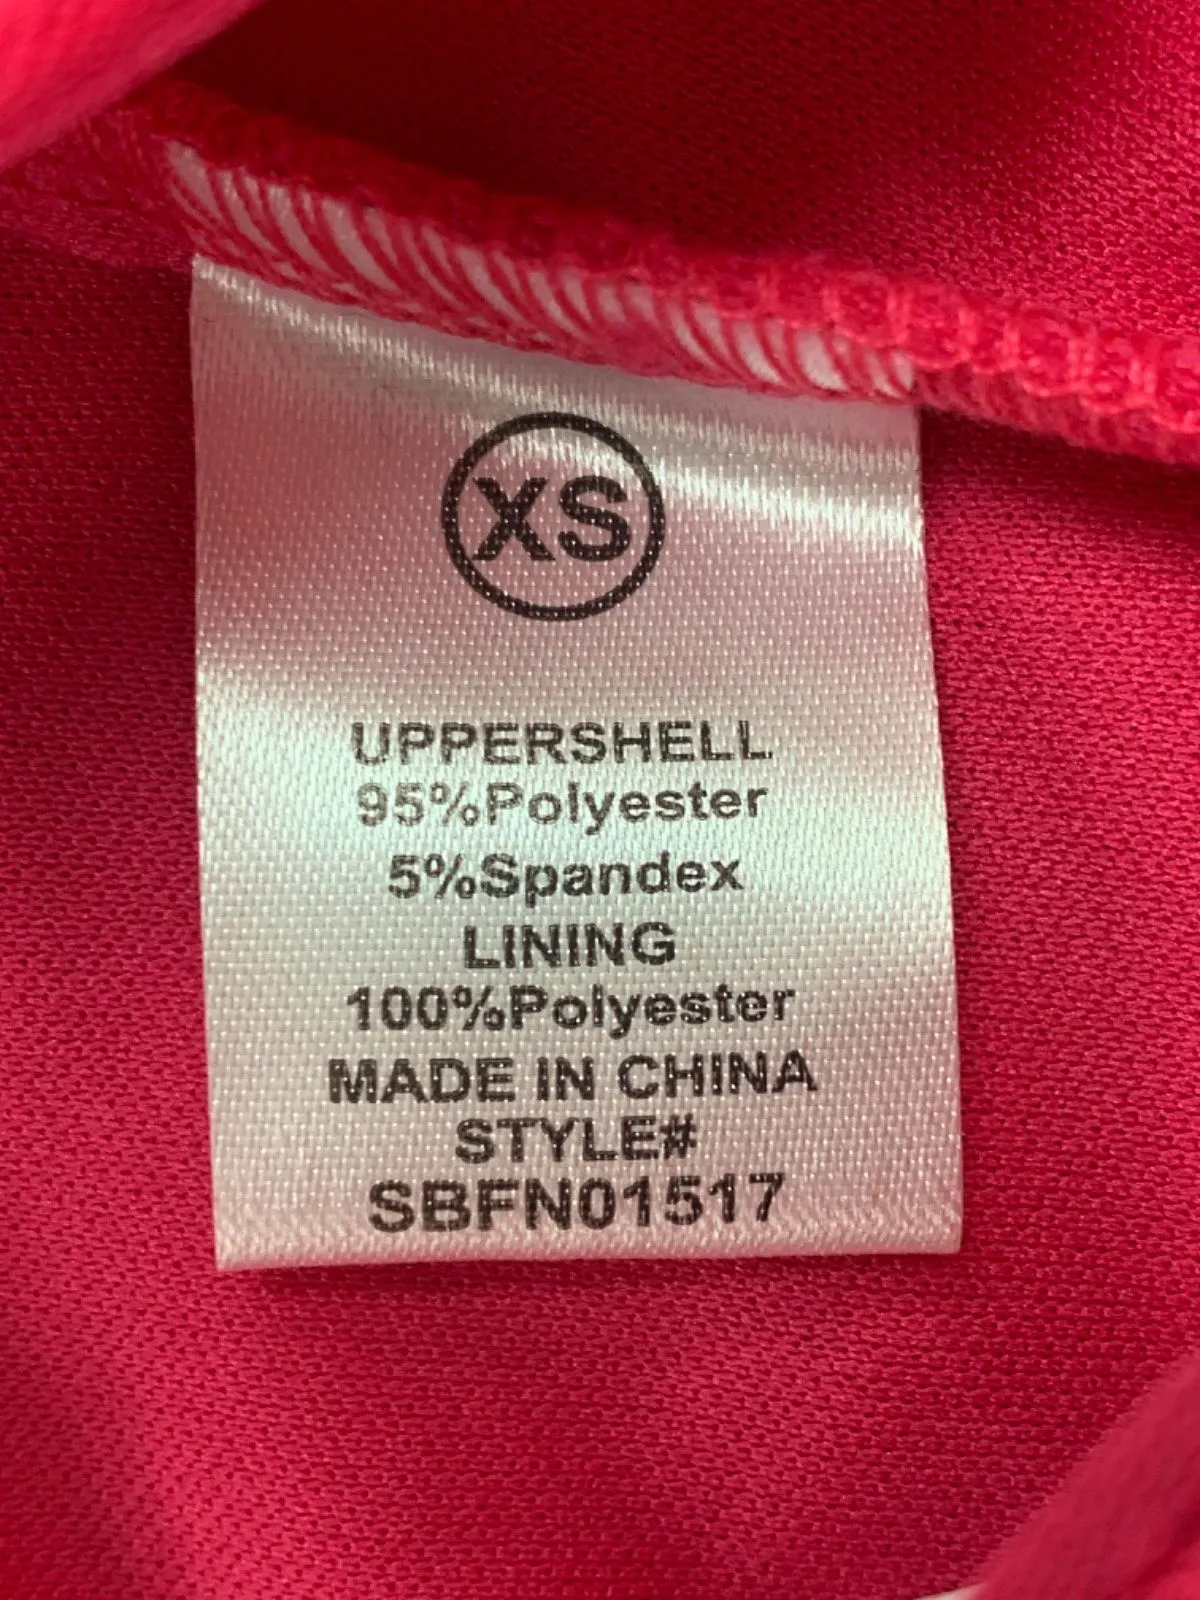 XS
UPPERSHELL
95%Polyester
5%Spandex
LINING
100%Polyester
MADE IN CHINA
STYLE#
SBFN01517